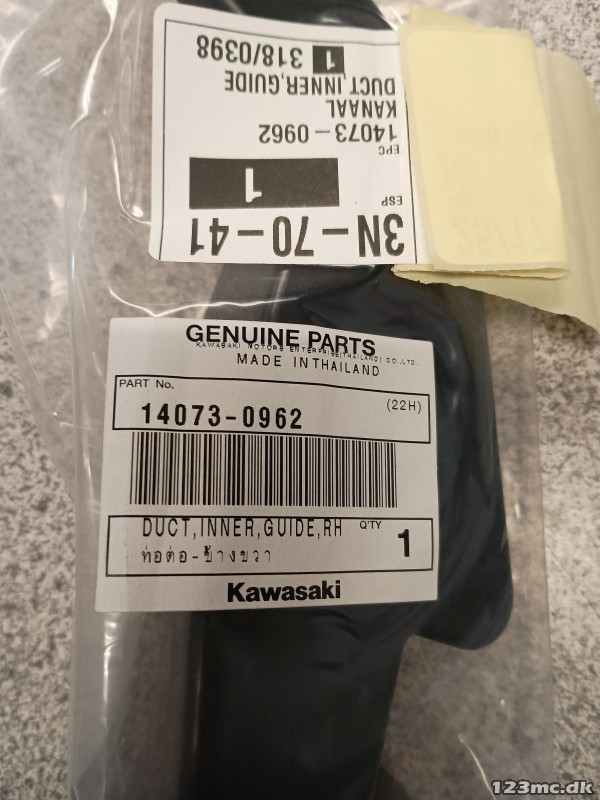 3N-70-41
ESP
1
EPC
14073-0962
KANAAL
DUCT,INNER,GUIDE
1 318/0398
GENUINE PARTS
KAWASAKI MOTORS ENTERPRISE(THAILAND) CO.,LTD.
MADE IN THAILAND
PART No.
14073-0962 (22H)
DUCT,INNER,GUIDE,RH Q'TY 1
ท่อต่อ-ข้างขวา
Kawasaki
123mc.dk